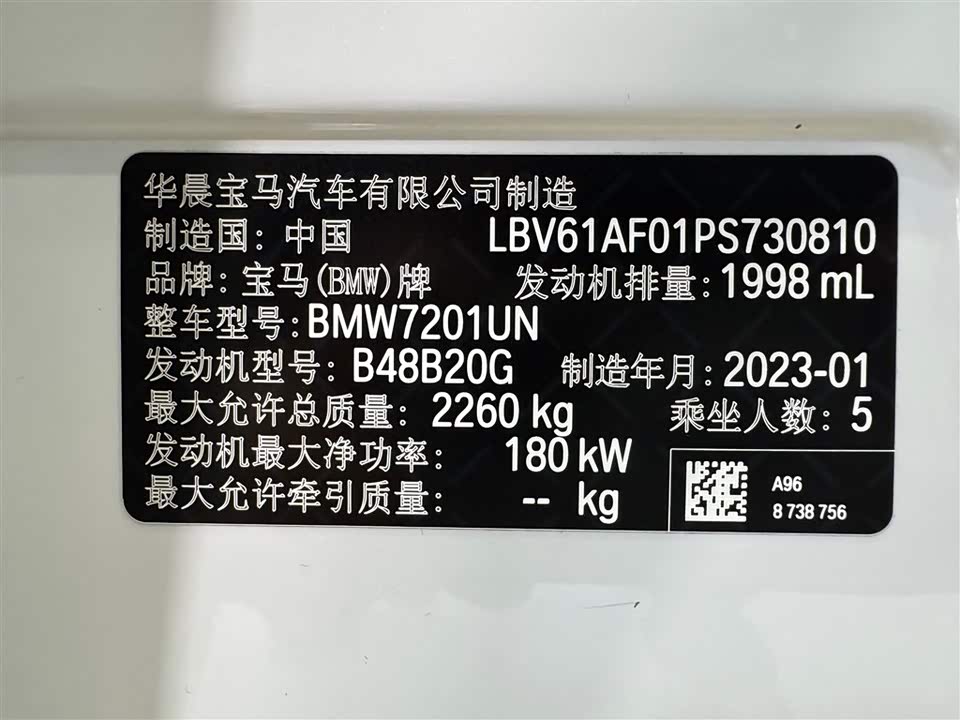 华晨宝马汽车有限公司制造
制造国：中国 LBV61AF01PS730810
品牌：宝马(BMW)牌 发动机排量：1998 mL
整车型号：BMW7201UN
发动机型号：B48B20G 制造年月：2023-01
最大允许总质量：2260 kg 乘坐人数：5
发动机最大净功率：180 kW
最大允许牵引质量：-- kg
A96
8 738 756